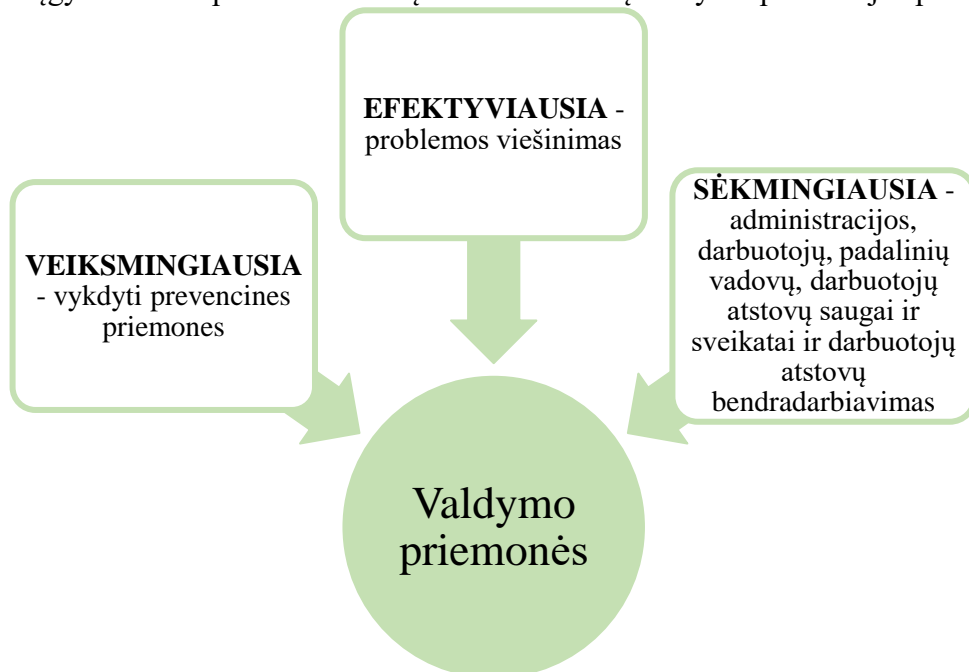 EFEKTYVIAUSIA -
problemos viešinimas
VEIKSMINGIAUSIA
- vykdyti prevencines
priemones
SĖKMINGIAUSIA -
administracijos,
darbuotojų, padalinių
vadovų, darbuotojų
atstovų saugai ir
sveikatai ir darbuotojų
atstovų
bendradarbiavimas
Valdymo
priemonės